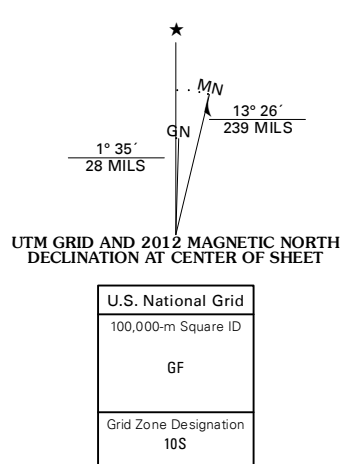 ★
MN
13° 26´
239 MILS
GN
1° 35´
28 MILS
UTM GRID AND 2012 MAGNETIC NORTH
DECLINATION AT CENTER OF SHEET
U.S. National Grid
100,000-m Square ID
GF
Grid Zone Designation
10S